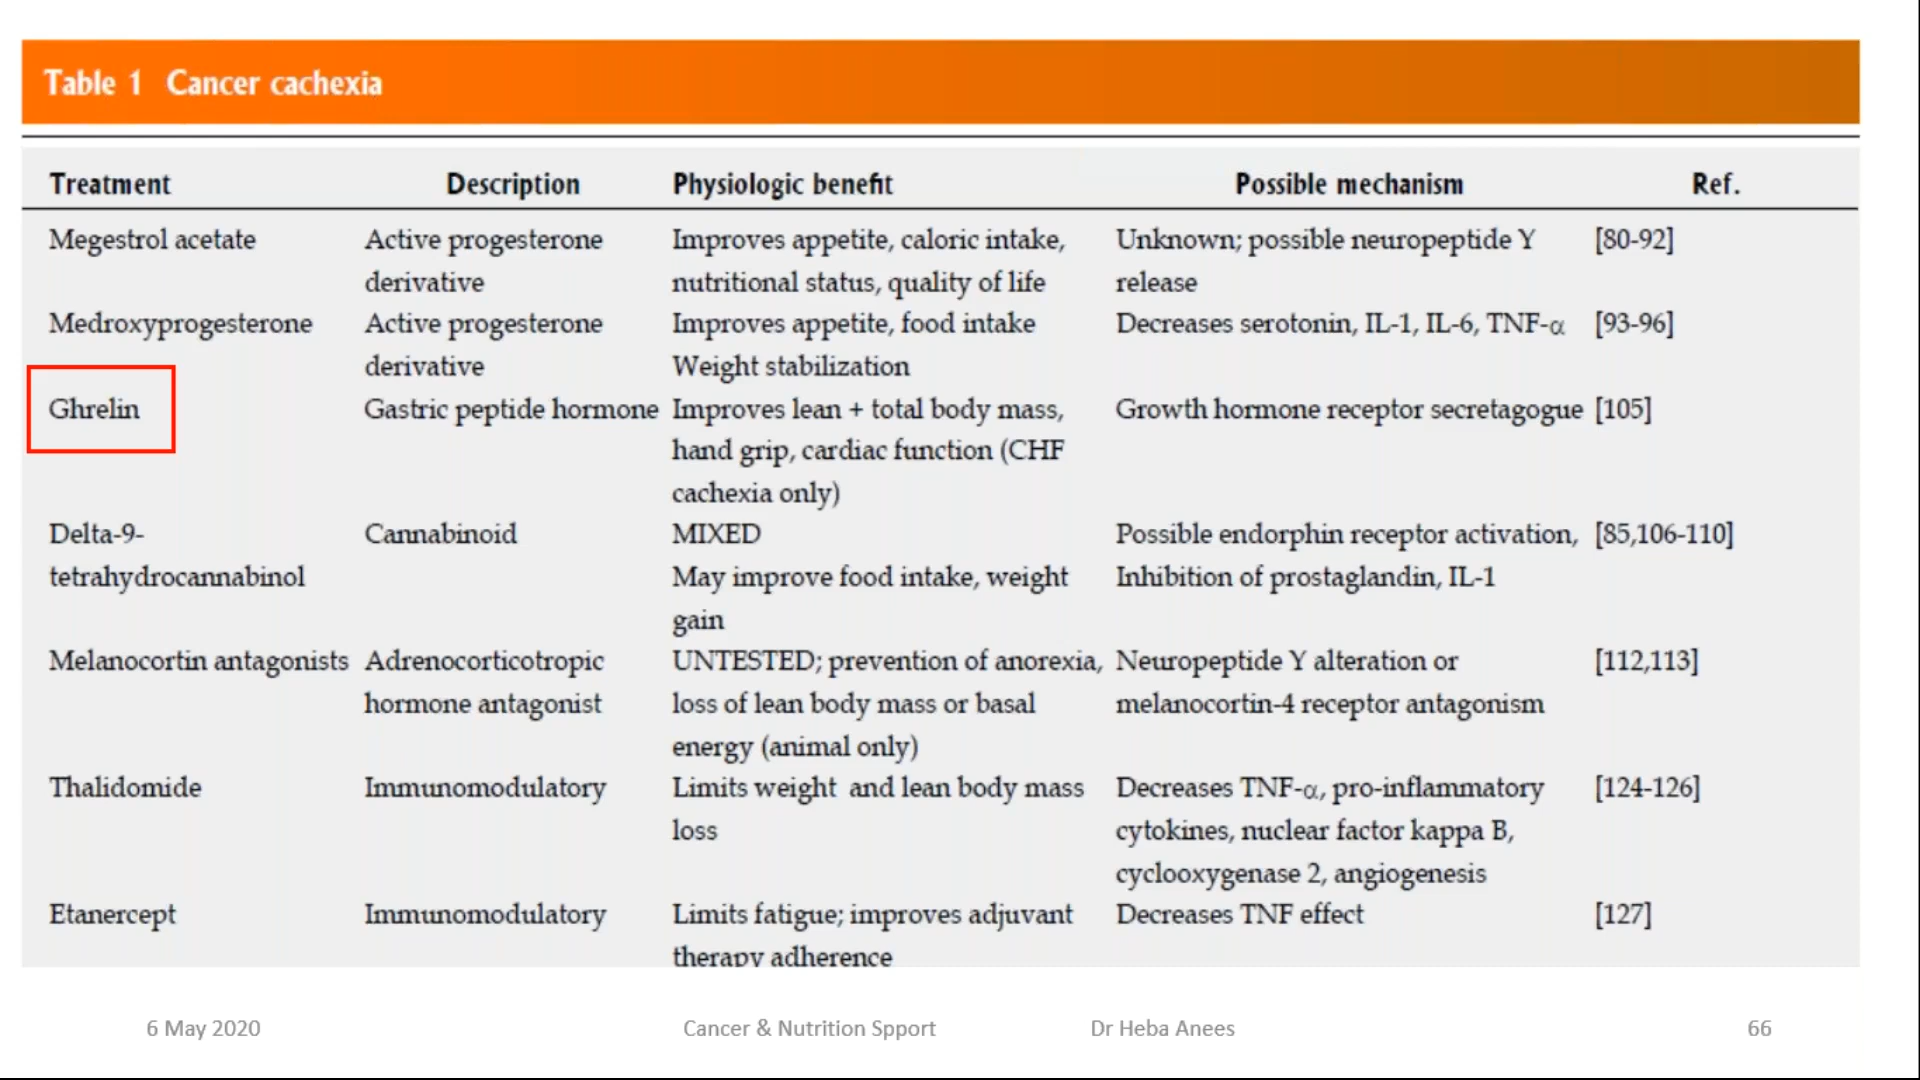 Table 1 Cancer cachexia
Treatment Description Physiologic benefit Possible mechanism Ref.
Megestrol acetate Active progesterone Improves appetite, caloric intake, Unknown; possible neuropeptide Y [80-92]
derivative nutritional status, quality of life release
Medroxyprogesterone Active progesterone Improves appetite, food intake Decreases serotonin, IL-1, IL-6, TNF-α [93-96]
derivative Weight stabilization
Ghrelin Gastric peptide hormone Improves lean + total body mass, Growth hormone receptor secretagogue [105]
hand grip, cardiac function (CHF
cachexia only)
Delta-9- Cannabinoid MIXED Possible endorphin receptor activation, [85,106-110]
tetrahydrocannabinol May improve food intake, weight Inhibition of prostaglandin, IL-1
gain
Melanocortin antagonists Adrenocorticotropic UNTESTED; prevention of anorexia, Neuropeptide Y alteration or [112,113]
hormone antagonist loss of lean body mass or basal melanocortin-4 receptor antagonism
energy (animal only)
Thalidomide Immunomodulatory Limits weight and lean body mass Decreases TNF-α, pro-inflammatory [124-126]
loss cytokines, nuclear factor kappa B,
cyclooxygenase 2, angiogenesis
Etanercept Immunomodulatory Limits fatigue; improves adjuvant Decreases TNF effect [127]
therapy adherence
6 May 2020 Cancer & Nutrition Spport Dr Heba Anees 66